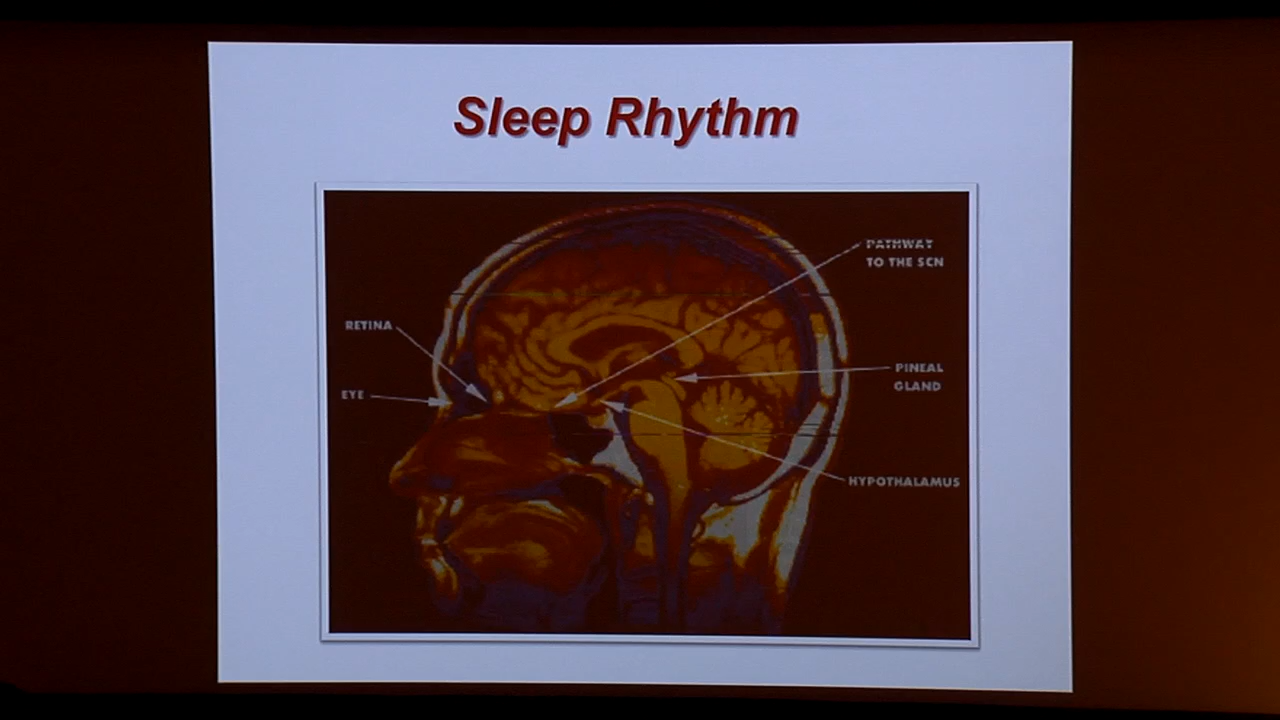 Sleep Rhythm
PATHWAY
TO THE SCN
RETINA
PINEAL
GLAND
EYE
HYPOTHALAMUS